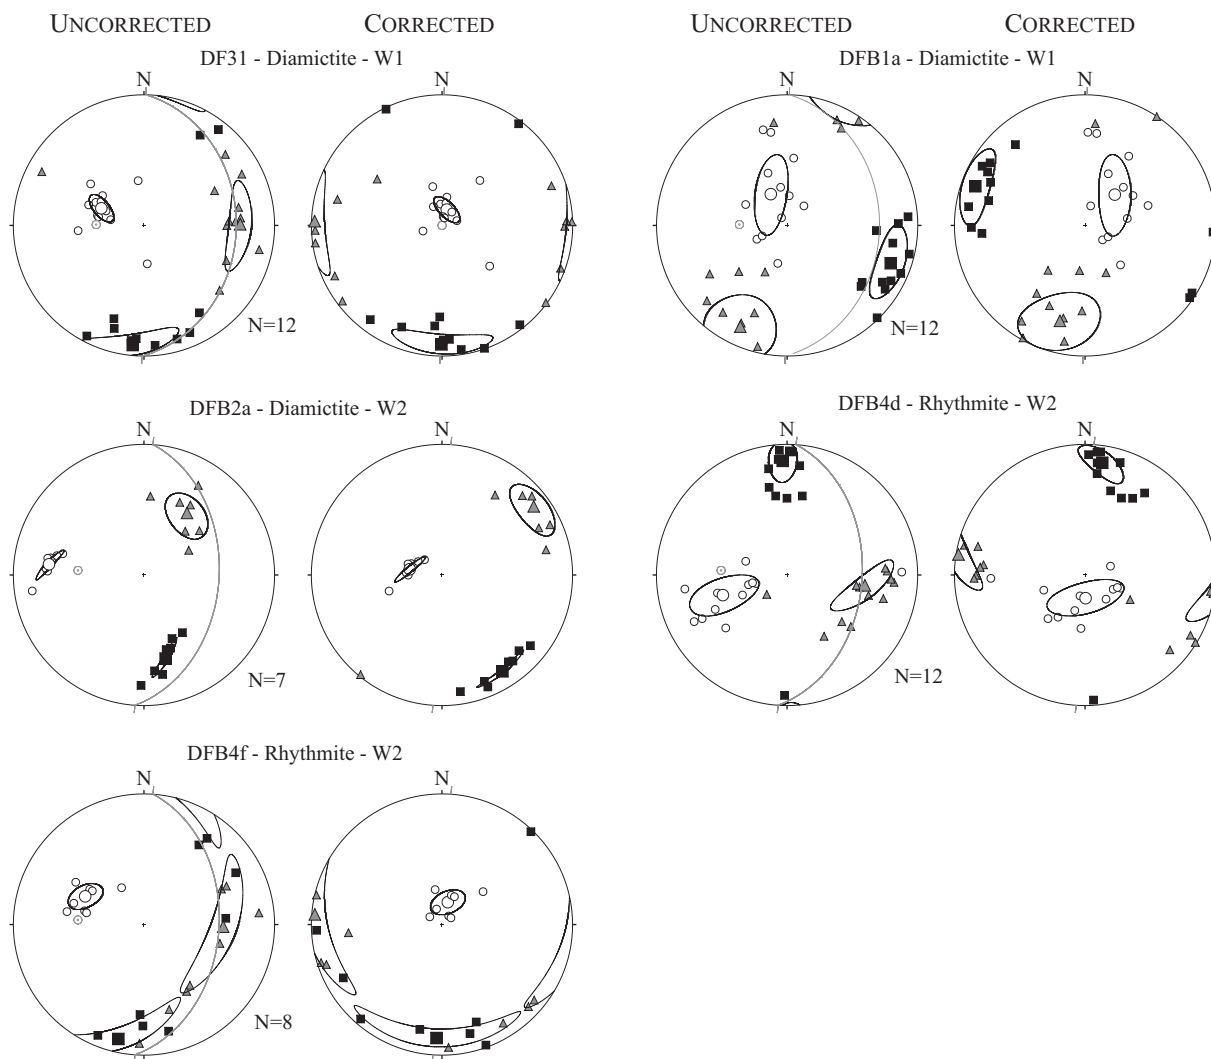 UNCORRECTED CORRECTED UNCORRECTED CORRECTED
DF31 - Diamictite - W1 DFB1a - Diamictite - W1
N N N N
N=12 N=12
DFB2a - Diamictite - W2 DFB4d - Rhythmite - W2
N N N N
N=7 N=12
DFB4f - Rhythmite - W2
N N
N=8